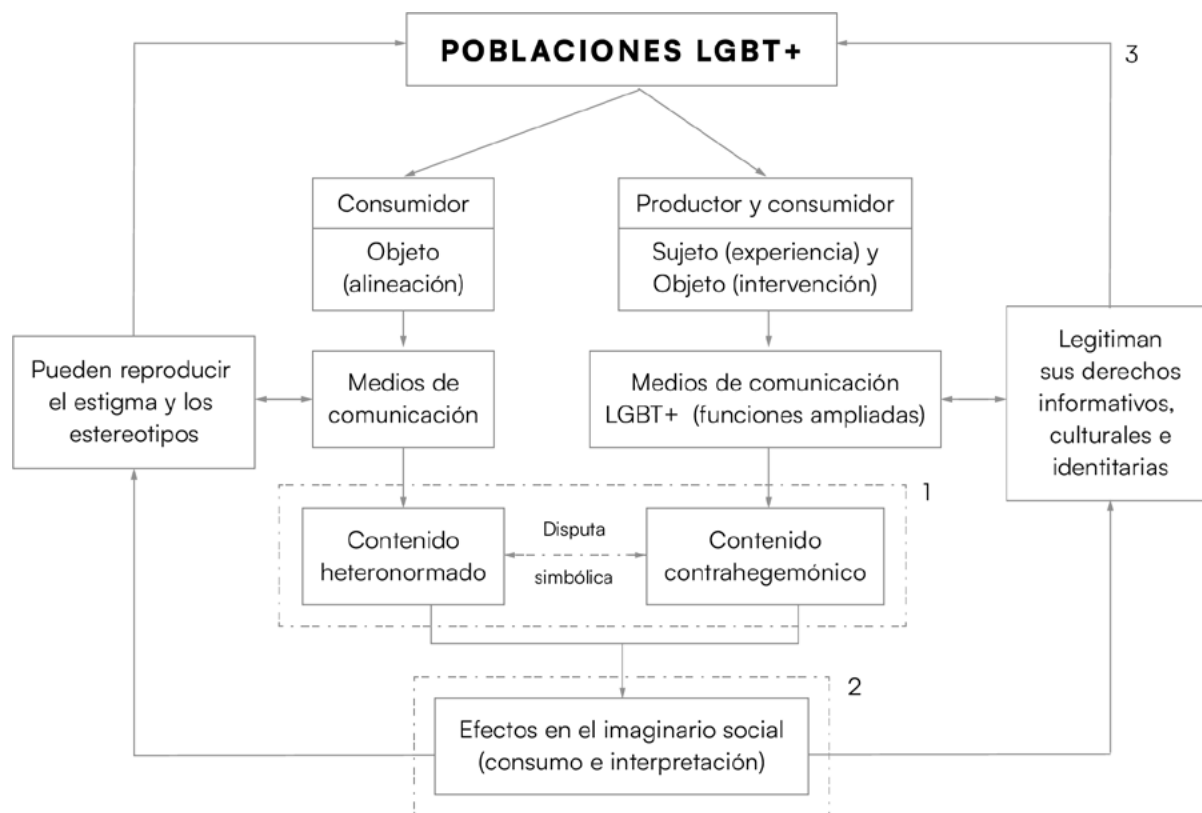 POBLACIONES LGBT+
3
Consumidor
Objeto
(alineación)
Productor y consumidor
Sujeto (experiencia) y
Objeto (intervención)
Pueden reproducir
el estigma y los
estereotipos
Medios de
comunicación
Medios de comunicación
LGBT+ (funciones ampliadas)
Legitiman
sus derechos
informativos,
culturales e
identitarias
1
Contenido
heteronormado
Disputa
simbólica
Contenido
contrahegemónico
2
Efectos en el imaginario social
(consumo e interpretación)